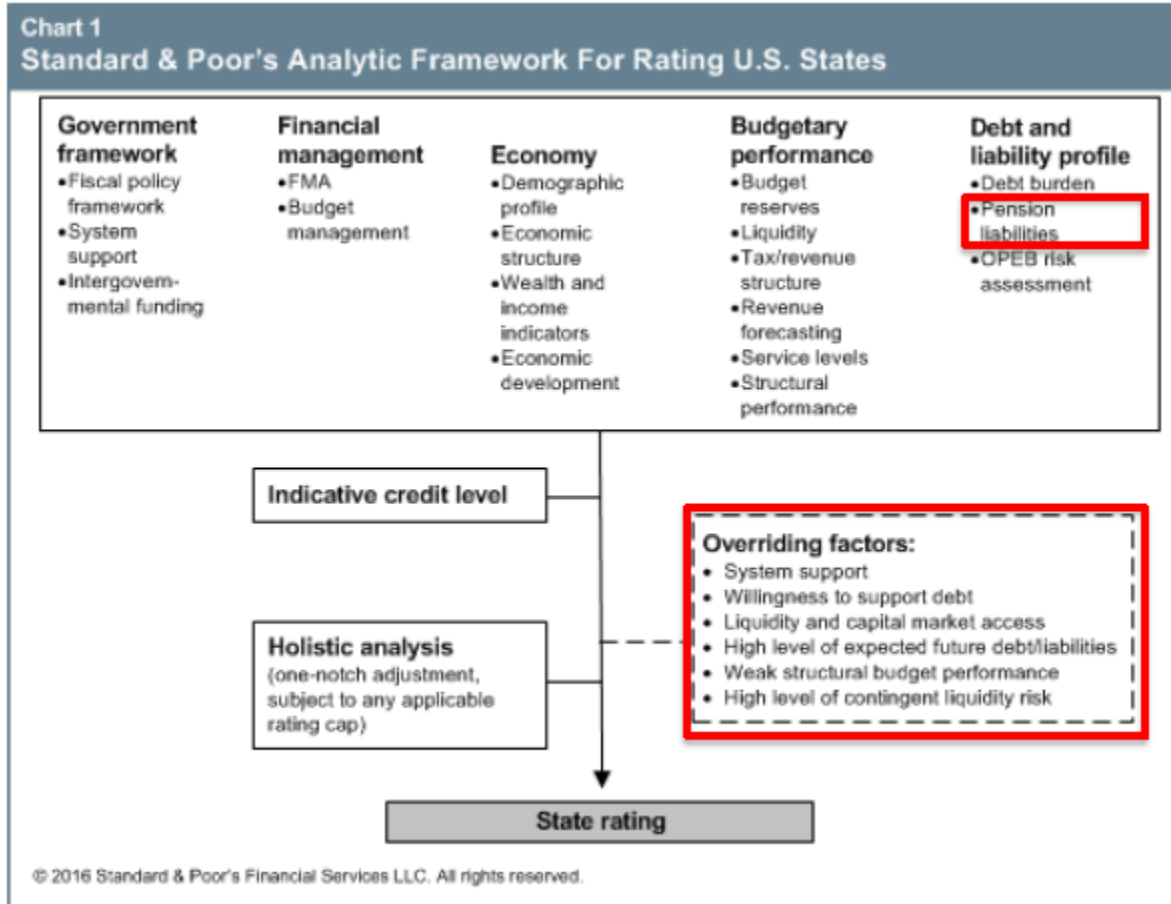 Chart 1
Standard & Poor's Analytic Framework For Rating U.S. States
Government
framework
•Fiscal policy
framework
•System
support
•Intergovern-
mental funding
Financial
management
•FMA
•Budget
management
Economy
•Demographic
profile
•Economic
structure
•Wealth and
income
indicators
•Economic
development
Budgetary
performance
•Budget
reserves
•Liquidity
•Tax/revenue
structure
•Revenue
forecasting
•Service levels
•Structural
performance
Debt and
liability profile
•Debt burden
•Pension
liabilities
•OPEB risk
assessment
Indicative credit level
Overriding factors:
• System support
• Willingness to support debt
• Liquidity and capital market access
• High level of expected future debt/liabilities
• Weak structural budget performance
• High level of contingent liquidity risk
Holistic analysis
(one-notch adjustment,
subject to any applicable
rating cap)
State rating
© 2016 Standard & Poor's Financial Services LLC. All rights reserved.